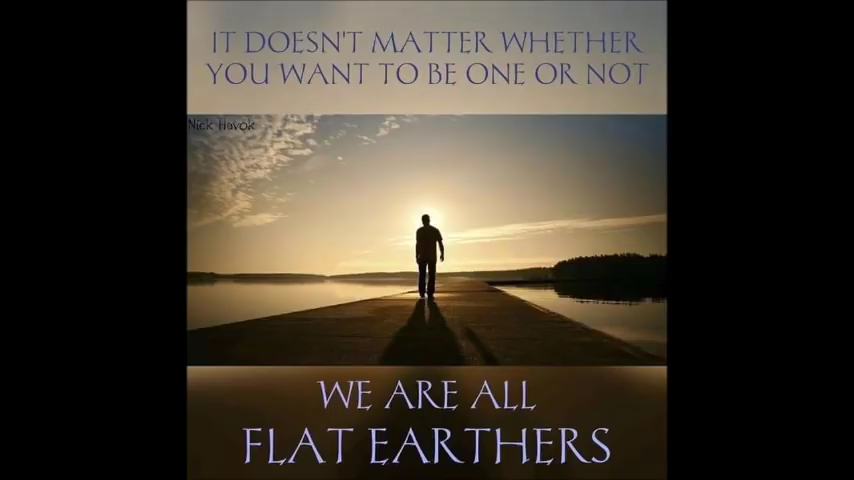 IT DOESN'T MATTER WHETHER
YOU WANT TO BE ONE OR NOT
Nick Havok
WE ARE ALL
FLAT EARTHERS